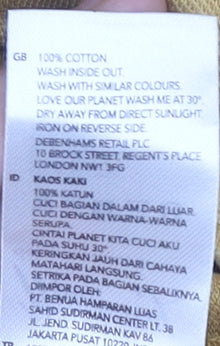 GB 100% COTTON
WASH INSIDE OUT.
WASH WITH SIMILAR COLOURS.
LOVE OUR PLANET WASH ME AT 30°.
DRY AWAY FROM DIRECT SUNLIGHT.
IRON ON REVERSE SIDE.
DEBENHAMS RETAIL PLC
10 BROCK STREET, REGENT'S PLACE
LONDON NW1 3FG
ID KAOS KAKI
100% KATUN
CUCI BAGIAN DALAM DARI LUAR.
CUCI DENGAN WARNA-WARNA
SERUPA.
CINTAI PLANET KITA CUCI AKU
PADA SUHU 30°
KERINGKAN JAUH DARI CAHAYA
MATAHARI LANGSUNG.
SETRIKA PADA BAGIAN SEBALIKNYA.
DIIMPOR OLEH:
PT. BENUA HAMPARAN LUAS
SAHID SUDIRMAN CENTER LT. 38
JL. JEND. SUDIRMAN KAV 86
JAKARTA PUSAT 10220